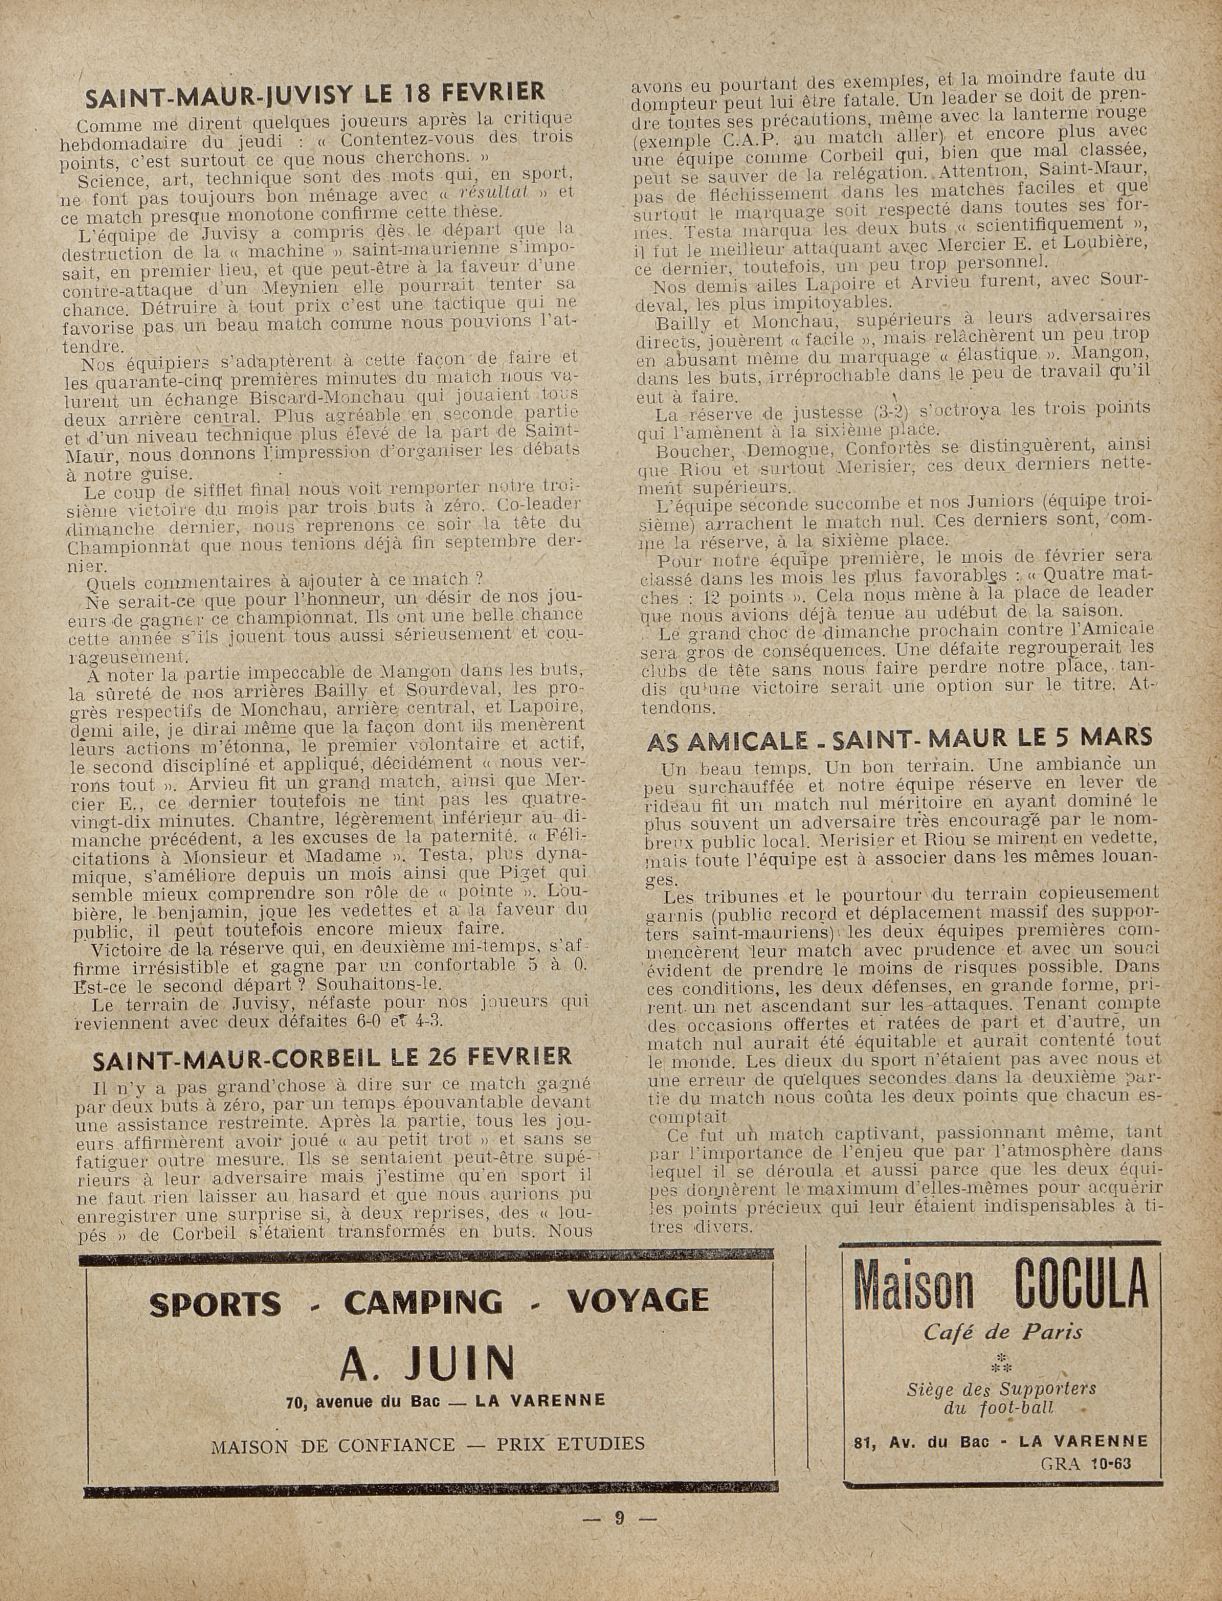 SAINT-MAUR-JUVISY LE 18 FEVRIER
Comme me dirent quelques joueurs après la critique
hebdomadaire du jeudi : « Contentez-vous des trois
points, c'est surtout ce que nous cherchons. »
Science, art, technique sont des mots qui, en sport,
ne font pas toujours bon ménage avec « résultat » et
ce match presque monotone confirme cette thèse.
L'équipe de Juvisy a compris dès le départ que la
destruction de la « machine » saint-maurienne s'impo-
sait, en premier lieu, et que peut-être à la faveur d'une
contre-attaque d'un Meynien elle pourrait tenter sa
chance. Détruire à tout prix c'est une tactique qui ne
favorise pas un beau match comme nous pouvions l'at-
tendre.
Nos équipiers s'adaptèrent à cette façon de faire et
les quarante-cinq premières minutes du match nous va-
lurent un échange Biscard-Monchau qui jouaient tous
deux arrière central. Plus agréable en seconde partie
et d'un niveau technique plus élevé de la part de Saint-
Maur, nous donnons l'impression d'organiser les débats
à notre guise.
Le coup de sifflet final nous voit remporter notre troi-
sième victoire du mois par trois buts à zéro. Co-leader
dimanche dernier, nous reprenons ce soir la tête du
Championnat que nous tenions déjà fin septembre der-
nier.
Quels commentaires à ajouter à ce match ?
Ne serait-ce que pour l'honneur, un désir de nos jou-
eurs de gagner ce championnat. Ils ont une belle chance
cette année s'ils jouent tous aussi sérieusement et cou-
rageusement.
A noter la partie impeccable de Mangon dans les buts,
la sûreté de nos arrières Bailly et Sourdeval, les pro-
grès respectifs de Monchau, arrière central, et Lapoire,
demi aile, je dirai même que la façon dont ils menèrent
leurs actions m'étonna, le premier volontaire et actif,
le second discipliné et appliqué, décidément « nous ver-
rons tout ». Arvieu fit un grand match, ainsi que Mer-
cier E., ce dernier toutefois ne tint pas les quatre-
vingt-dix minutes. Chantre, légèrement inférieur au di-
manche précédent, a les excuses de la paternité. « Féli-
citations à Monsieur et Madame ». Testa, plus dyna-
mique, s'améliore depuis un mois ainsi que Piget qui
semble mieux comprendre son rôle de « pointe ». Lou-
bière, le benjamin, joue les vedettes et a la faveur du
public, il peut toutefois encore mieux faire.
Victoire de la réserve qui, en deuxième mi-temps, s'af-
firme irrésistible et gagne par un confortable 5 à 0.
Est-ce le second départ ? Souhaitons-le.
Le terrain de Juvisy, néfaste pour nos joueurs qui
reviennent avec deux défaites 6-0 et 4-3.
SAINT-MAUR-CORBEIL LE 26 FEVRIER
Il n'y a pas grand'chose à dire sur ce match gagné
par deux buts à zéro, par un temps épouvantable devant
une assistance restreinte. Après la partie, tous les jou-
eurs affirmèrent avoir joué « au petit trot » et sans se
fatiguer outre mesure. Ils se sentaient peut-être supé-
rieurs à leur adversaire mais j'estime qu'en sport il
ne faut rien laisser au hasard et que nous aurions pu
enregistrer une surprise si, à deux reprises, des « lou-
pés » de Corbeil s'étaient transformés en buts. Nous
avons eu pourtant des exemples, et la moindre faute du
dompteur peut lui être fatale. Un leader se doit de pren-
dre toutes ses précautions, même avec la lanterne rouge
(exemple C.A.P. au match aller) et encore plus avec
une équipe comme Corbeil qui, bien que mal classée,
peut se sauver de la relégation. Attention, Saint-Maur,
pas de fléchissement dans les matches faciles et que
surtout le marquage soit respecté dans toutes ses for-
mes. Testa marqua les deux buts « scientifiquement »,
il fut le meilleur attaquant avec Mercier E. et Loubière,
ce dernier, toutefois, un peu trop personnel.
Nos demis ailes Lapoire et Arvieu furent, avec Sour-
deval, les plus impitoyables.
Bailly et Monchau, supérieurs à leurs adversaires
directs, jouèrent « facile », mais relâchèrent un peu trop
en abusant même du marquage « élastique ». Mangon,
dans les buts, irréprochable dans le peu de travail qu'il
eut à faire.
La réserve de justesse (3-2) s'octroya les trois points
qui l'amènent à la sixième place.
Boucher, Demogue, Confortès se distinguèrent, ainsi
que Riou et surtout Merisier, ces deux derniers nette-
ment supérieurs.
L'équipe seconde succombe et nos Juniors (équipe troi-
sième) arrachent le match nul. Ces derniers sont, com-
me la réserve, à la sixième place.
Pour notre équipe première, le mois de février sera
classé dans les mois les plus favorables : « Quatre mat-
ches : 12 points ». Cela nous mène à la place de leader
que nous avions déjà tenue au udébut de la saison.
Le grand choc de dimanche prochain contre l'Amicale
sera gros de conséquences. Une défaite regrouperait les
clubs de tête sans nous faire perdre notre place, tan-
dis qu'une victoire serait une option sur le titre. At-
tendons.
AS AMICALE - SAINT-MAUR LE 5 MARS
Un beau temps. Un bon terrain. Une ambiance un
peu surchauffée et notre équipe réserve en lever de
rideau fit un match nul méritoire en ayant dominé le
plus souvent un adversaire très encouragé par le nom-
breux public local. Merisier et Riou se mirent en vedette,
mais toute l'équipe est à associer dans les mêmes louan-
ges.
Les tribunes et le pourtour du terrain copieusement
garnis (public record et déplacement massif des suppor-
ters saint-mauriens) les deux équipes premières com-
mencèrent leur match avec prudence et avec un souci
évident de prendre le moins de risques possible. Dans
ces conditions, les deux défenses, en grande forme, pri-
rent un net ascendant sur les attaques. Tenant compte
des occasions offertes et ratées de part et d'autre, un
match nul aurait été équitable et aurait contenté tout
le monde. Les dieux du sport n'étaient pas avec nous et
une erreur de quelques secondes dans la deuxième par-
tie du match nous coûta les deux points que chacun es-
comptait
Ce fut un match captivant, passionnant même, tant
par l'importance de l'enjeu que par l'atmosphère dans
lequel il se déroula et aussi parce que les deux équi-
pes donnèrent le maximum d'elles-mêmes pour acquérir
les points précieux qui leur étaient indispensables à ti-
tres divers.
SPORTS - CAMPING - VOYAGE
A. JUIN
70, avenue du Bac — LA VARENNE
MAISON DE CONFIANCE — PRIX ETUDIES
Maison COCULA
Café de Paris
*
**
Siège des Supporters
du foot-ball
81, Av. du Bac - LA VARENNE
GRA 10-63
— 9 —